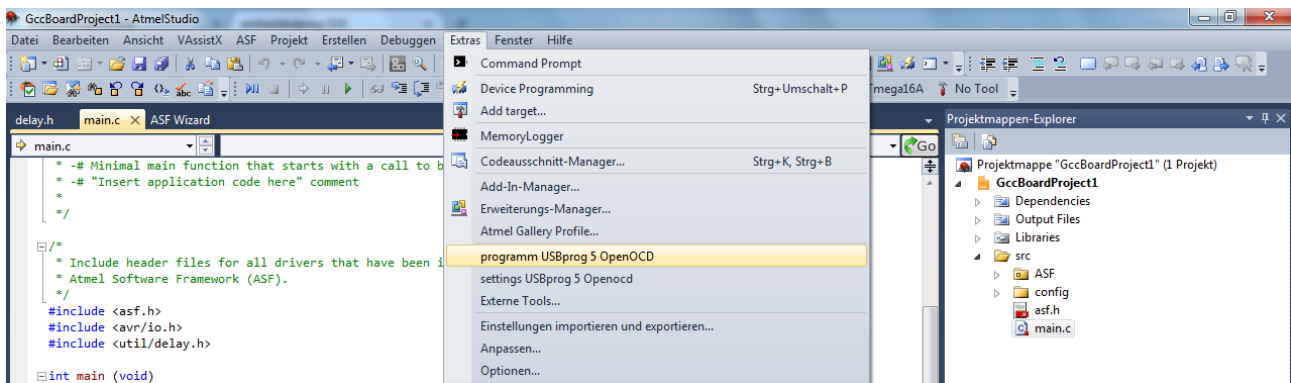 GccBoardProject1 - AtmelStudio
Datei Bearbeiten Ansicht VAssistX ASF Projekt Erstellen Debuggen Extras Fenster Hilfe
Command Prompt
Device Programming Strg+Umschalt+P
mega16A No Tool
Add target...
delay.h main.c ASF Wizard
Projektmappen-Explorer
MemoryLogger
main.c
Go
Codeausschnitt-Manager... Strg+K, Strg+B
* -# Minimal main function that starts with a call to b
Projektmappe "GccBoardProject1" (1 Projekt)
* -# "Insert application code here" comment
Add-In-Manager...
GccBoardProject1
*
Dependencies
*/
Erweiterungs-Manager...
Output Files
Atmel Gallery Profile...
Libraries
/*
programm USBprog 5 OpenOCD
src
* Include header files for all drivers that have been i
ASF
* Atmel Software Framework (ASF).
settings USBprog 5 Openocd
config
*/
Externe Tools...
asf.h
#include <asf.h>
#include <avr/io.h>
Einstellungen importieren und exportieren...
main.c
#include <util/delay.h>
Anpassen...
Optionen...
int main (void)